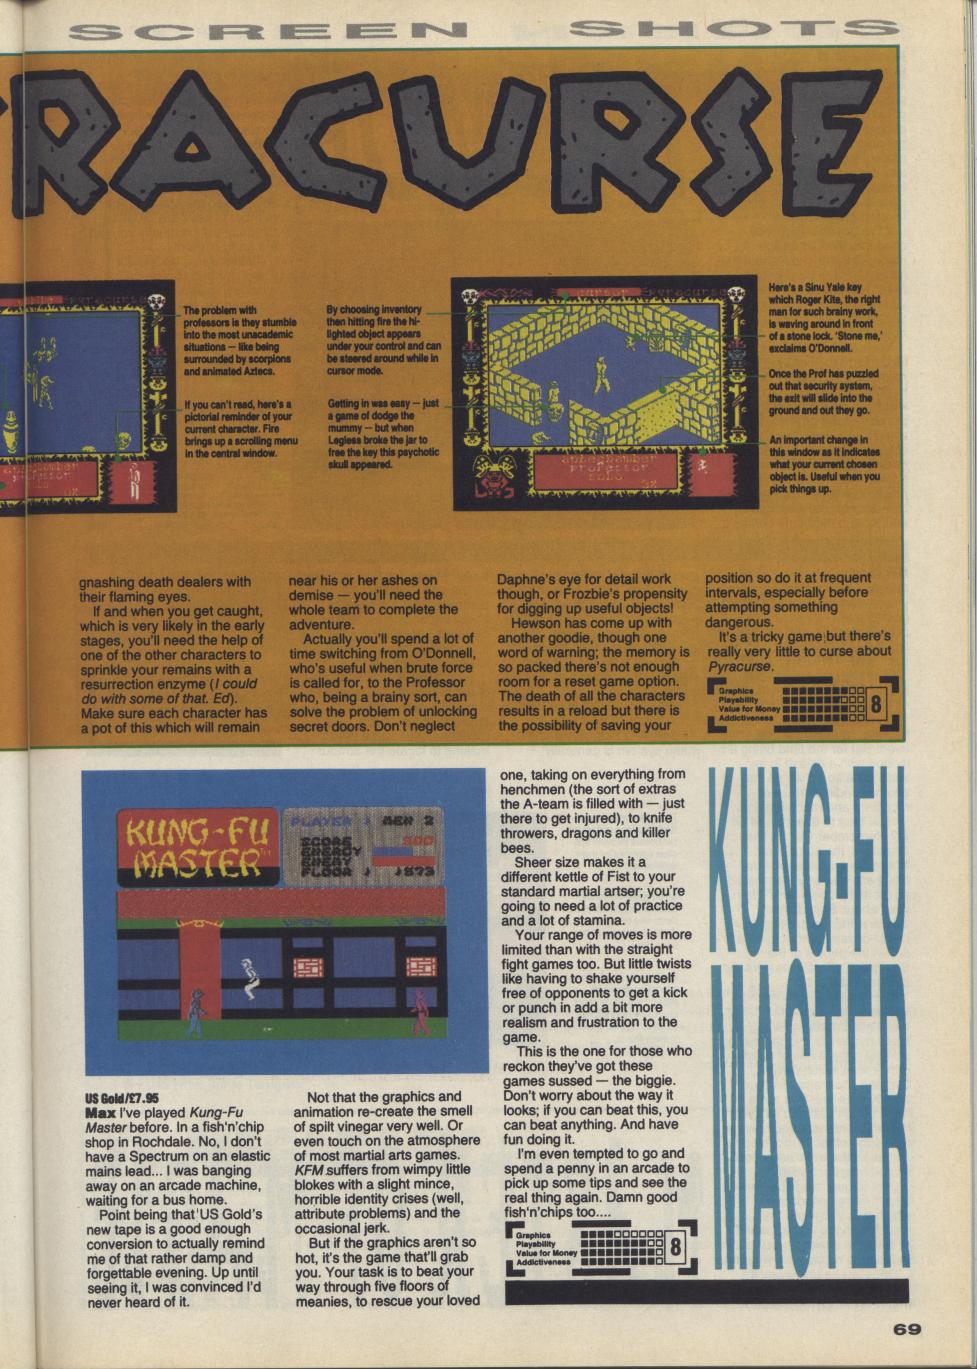 SCREEN SHOTS
RACURSE
The problem with
professors is they stumble
into the most unacademic
situations — like being
surrounded by scorpions
and animated Aztecs.
If you can't read, here's a
pictorial reminder of your
current character. Fire
brings up a scrolling menu
in the central window.
By choosing inventory
then hitting fire the hi-
lighted object appears
under your control and can
be steered around while in
cursor mode.
Getting in was easy — just
a game of dodge the
mummy — but when
Legless broke the jar to
free the key this psychotic
skull appeared.
cursor
Pyracurse
antechamber
professor
SOLO
Here's a Sinu Yale key
which Roger Kite, the right
man for such brainy work,
is waving around in front
of a stone lock. 'Stone me,'
exclaims O'Donnell.
Once the Prof has puzzled
out that security system,
the exit will slide into the
ground and out they go.
An important change in
this window as it indicates
what your current chosen
object is. Useful when you
pick things up.
gnashing death dealers with
their flaming eyes.
If and when you get caught,
which is very likely in the early
stages, you'll need the help of
one of the other characters to
sprinkle your remains with a
resurrection enzyme (I could
do with some of that. Ed).
Make sure each character has
a pot of this which will remain
near his or her ashes on
demise — you'll need the
whole team to complete the
adventure.
Actually you'll spend a lot of
time switching from O'Donnell,
who's useful when brute force
is called for, to the Professor
who, being a brainy sort, can
solve the problem of unlocking
secret doors. Don't neglect
Daphne's eye for detail work
though, or Frozbie's propensity
for digging up useful objects!
Hewson has come up with
another goodie, though one
word of warning; the memory is
so packed there's not enough
room for a reset game option.
The death of all the characters
results in a reload but there is
the possibility of saving your
position so do it at frequent
intervals, especially before
attempting something
dangerous.
It's a tricky game but there's
really very little to curse about
Pyracurse.
Graphics
Playability
Value for Money
Addictiveness
8
KUNG-FU
MASTER
PLAYER 1 MEN 2
SCORE 500
ENERGY
ENEMY
FLOOR 1 1873
US Gold/£7.95
Max I've played Kung-Fu
Master before. In a fish'n'chip
shop in Rochdale. No, I don't
have a Spectrum on an elastic
mains lead... I was banging
away on an arcade machine,
waiting for a bus home.
Point being that US Gold's
new tape is a good enough
conversion to actually remind
me of that rather damp and
forgettable evening. Up until
seeing it, I was convinced I'd
never heard of it.
Not that the graphics and
animation re-create the smell
of spilt vinegar very well. Or
even touch on the atmosphere
of most martial arts games.
KFM suffers from wimpy little
blokes with a slight mince,
horrible identity crises (well,
attribute problems) and the
occasional jerk.
But if the graphics aren't so
hot, it's the game that'll grab
you. Your task is to beat your
way through five floors of
meanies, to rescue your loved
one, taking on everything from
henchmen (the sort of extras
the A-team is filled with — just
there to get injured), to knife
throwers, dragons and killer
bees.
Sheer size makes it a
different kettle of Fist to your
standard martial artser; you're
going to need a lot of practice
and a lot of stamina.
Your range of moves is more
limited than with the straight
fight games too. But little twists
like having to shake yourself
free of opponents to get a kick
or punch in add a bit more
realism and frustration to the
game.
This is the one for those who
reckon they've got these
games sussed — the biggie.
Don't worry about the way it
looks; if you can beat this, you
can beat anything. And have
fun doing it.
I'm even tempted to go and
spend a penny in an arcade to
pick up some tips and see the
real thing again. Damn good
fish'n'chips too....
Graphics
Playability
Value for Money
Addictiveness
8
KUNG-FU
MASTER
69